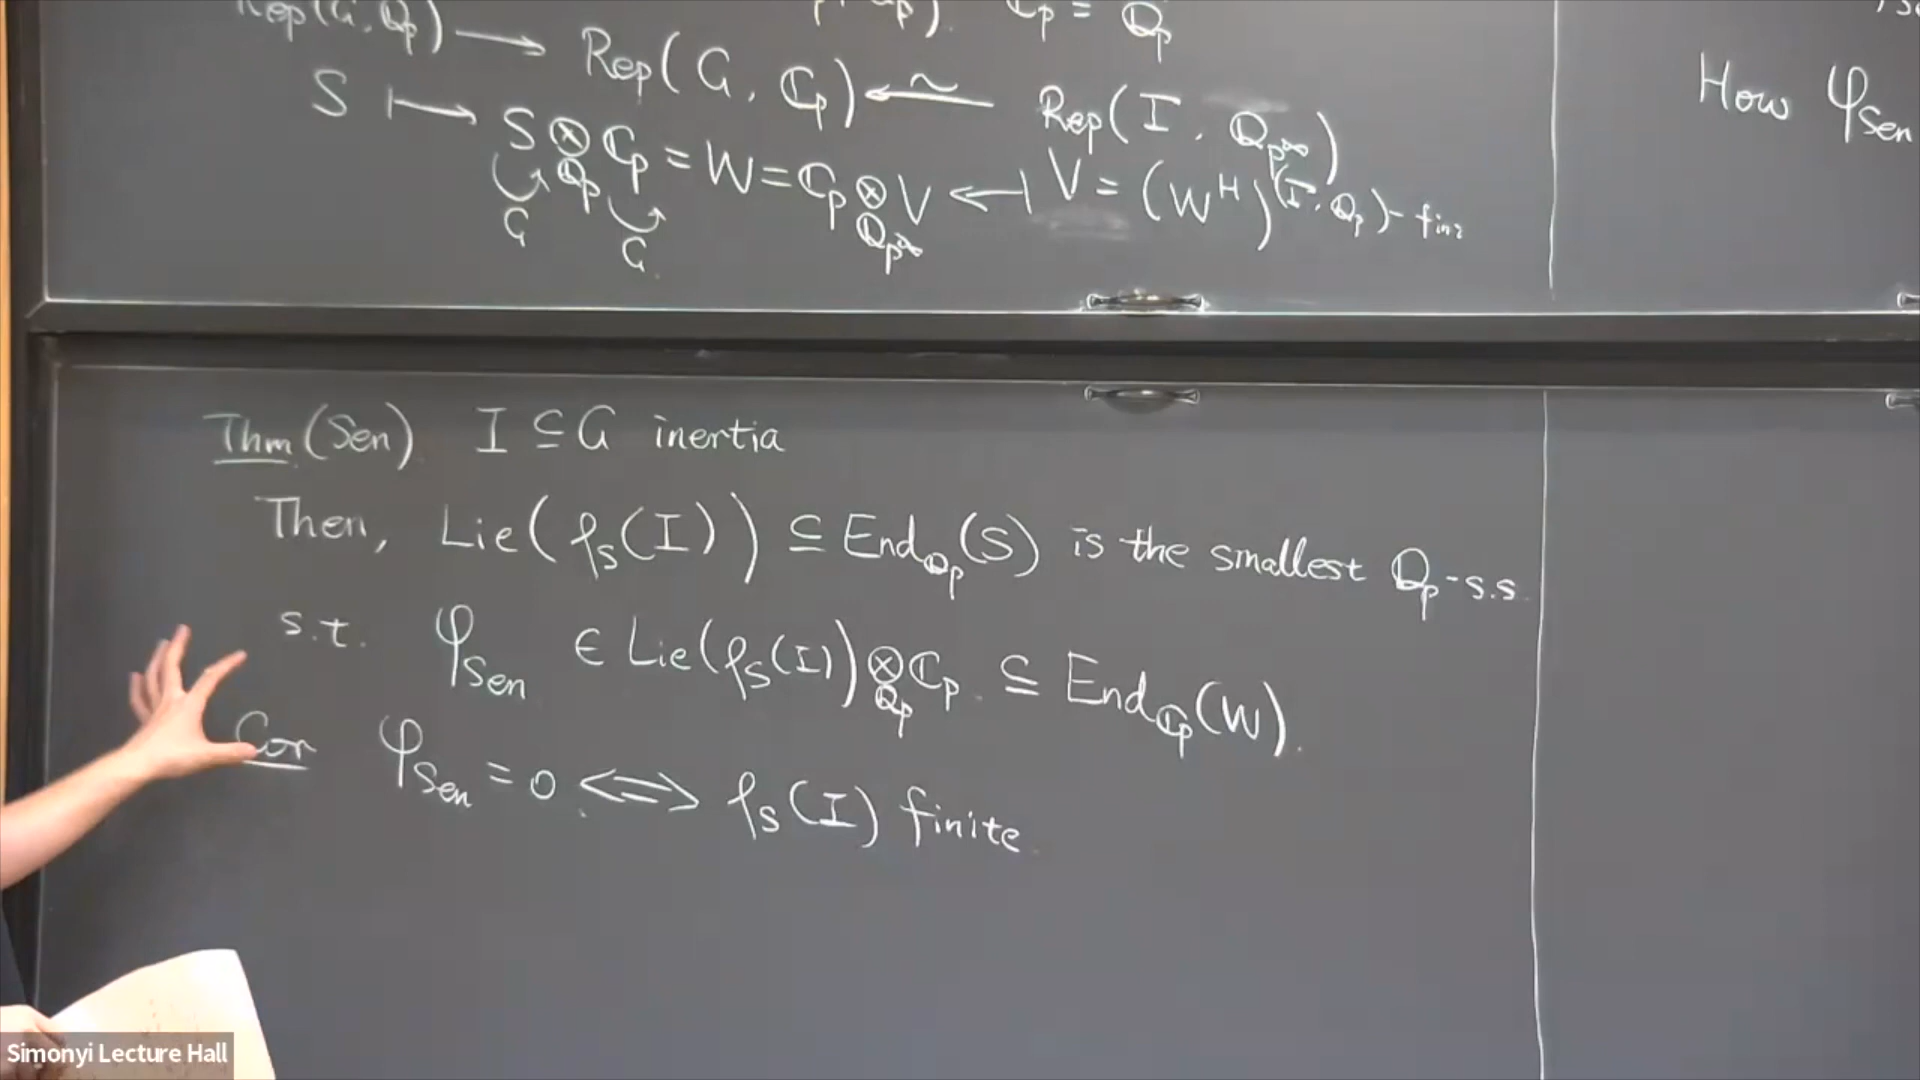 Rep(G, ℚp) ⟶ Rep(G, ℂp) ⟵~ Rep(Γ, ℚp∞)
ℂp = ℚ̄p
S ⟼ S ⊗ℚp ℂp = W = ℂp ⊗ℚp∞ V ⟻ V = (W^H)^(Γ, ℚp)-fin
G G
How φSen
Thm (Sen) I ⊆ G inertia
Then, Lie(ρS(I)) ⊆ Endℚp(S) is the smallest ℚp-s.s.
s.t. φSen ∈ Lie(ρS(I)) ⊗ℚp ℂp ⊆ Endℂp(W).
Cor φSen = 0 ⟺ ρS(I) finite.
Simonyi Lecture Hall